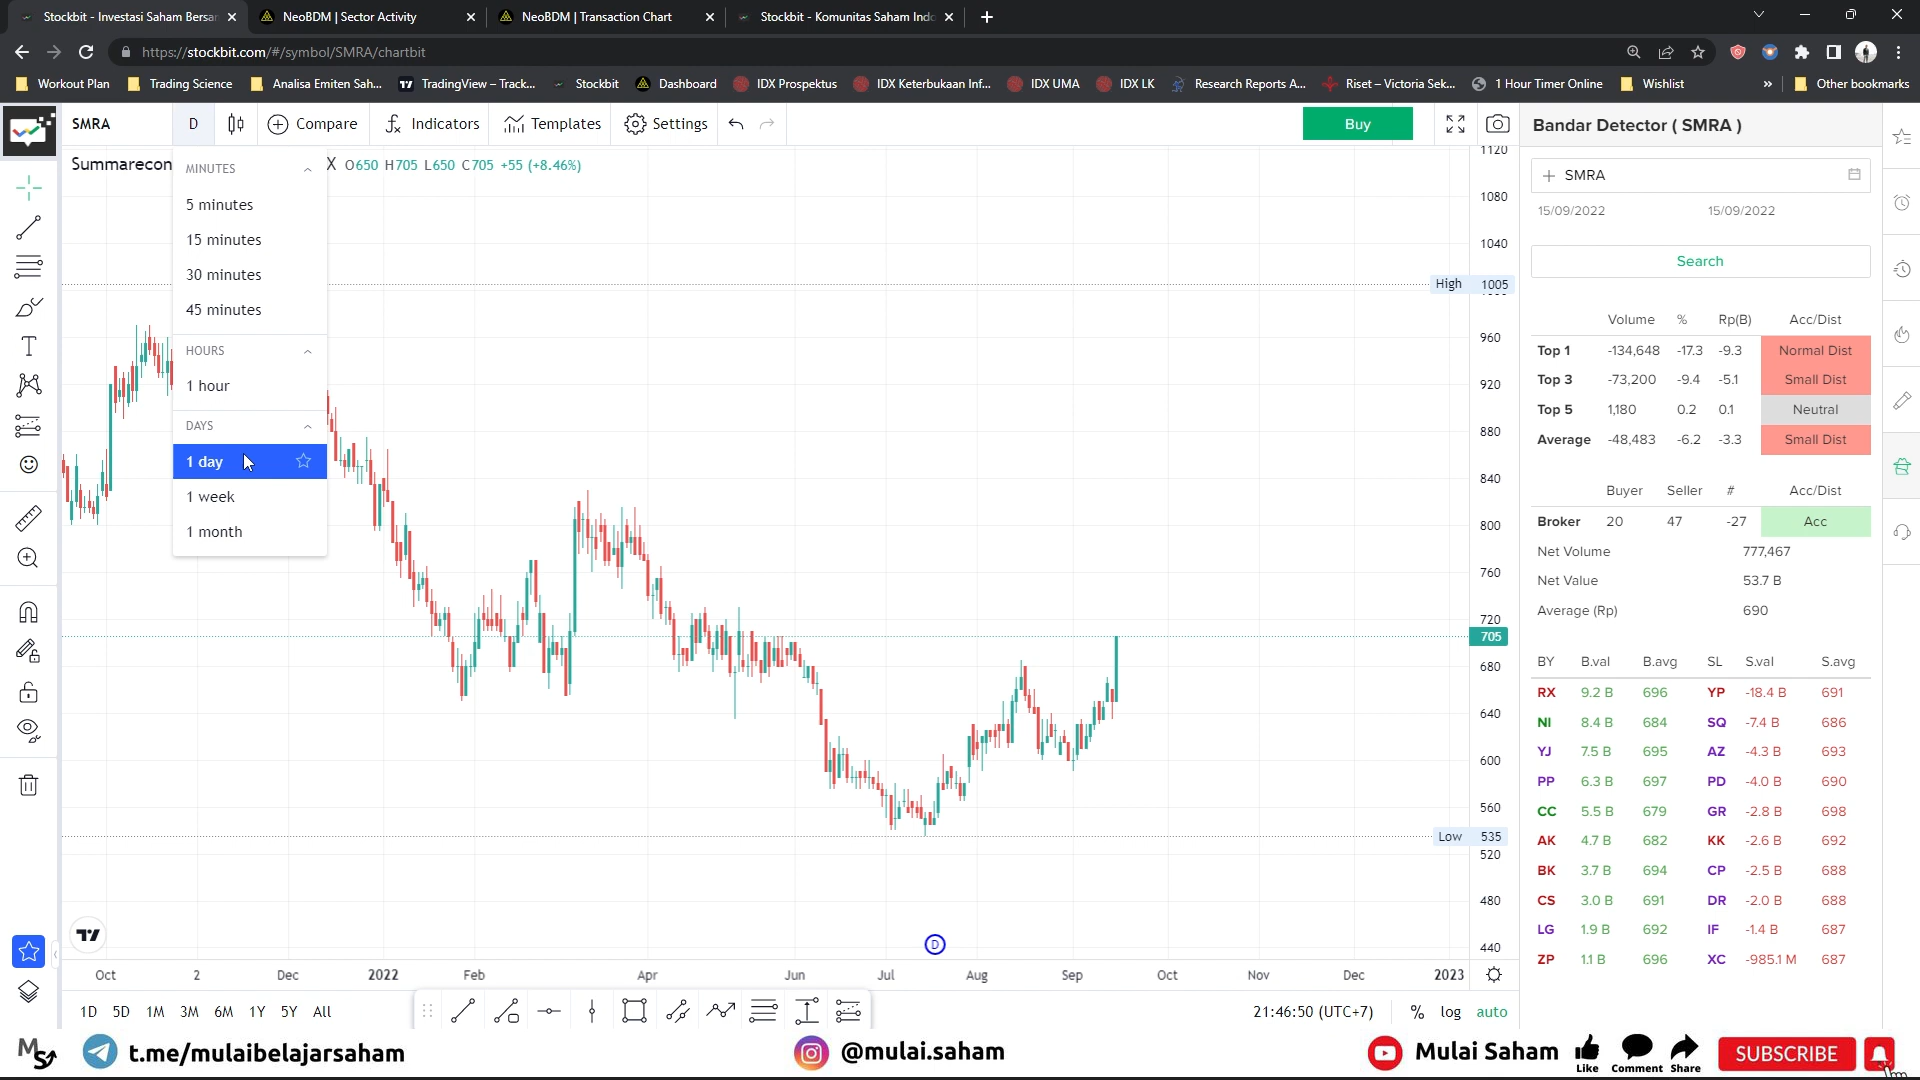 Stockbit - Investasi Saham Bersa
NeoBDM | Sector Activity
NeoBDM | Transaction Chart
Stockbit - Komunitas Saham Indo
https://stockbit.com/#/symbol/SMRA/chartbit
Workout Plan
Trading Science
Analisa Emiten Sah...
TradingView – Track...
Stockbit
Dashboard
IDX Prospektus
IDX Keterbukaan Inf...
IDX UMA
IDX LK
Research Reports A...
Riset – Victoria Sek...
1 Hour Timer Online
Wishlist
»
Other bookmarks
SMRA
D
Compare
Indicators
Templates
Settings
Buy
Summarecon
X O650 H705 L650 C705 +55 (+8.46%)
MINUTES
5 minutes
15 minutes
30 minutes
45 minutes
HOURS
1 hour
DAYS
1 day
1 week
1 month
1120
1080
1040
High 1005
960
920
880
840
800
760
720
705
680
640
600
560
Low 535
520
480
440
D
Oct 2 Dec 2022 Feb Apr Jun Jul Aug Sep Oct Nov Dec 2023
1D 5D 1M 3M 6M 1Y 5Y All
21:46:50 (UTC+7)
% log auto
Bandar Detector ( SMRA )
SMRA
15/09/2022 15/09/2022
Search
Volume % Rp(B) Acc/Dist
Top 1 -134,648 -17.3 -9.3 Normal Dist
Top 3 -73,200 -9.4 -5.1 Small Dist
Top 5 1,180 0.2 0.1 Neutral
Average -48,483 -6.2 -3.3 Small Dist
Buyer Seller # Acc/Dist
Broker 20 47 -27 Acc
Net Volume 777,467
Net Value 53.7 B
Average (Rp) 690
BY B.val B.avg SL S.val S.avg
RX 9.2 B 696 YP -18.4 B 691
NI 8.4 B 684 SQ -7.4 B 686
YJ 7.5 B 695 AZ -4.3 B 693
PP 6.3 B 697 PD -4.0 B 690
CC 5.5 B 679 GR -2.8 B 698
AK 4.7 B 682 KK -2.6 B 692
BK 3.7 B 694 CP -2.5 B 688
CS 3.0 B 691 DR -2.0 B 688
LG 1.9 B 692 IF -1.4 B 687
ZP 1.1 B 696 XC -985.1 M 687
t.me/mulaibelajarsaham
@mulai.saham
Mulai Saham
Like
Comment
Share
SUBSCRIBE